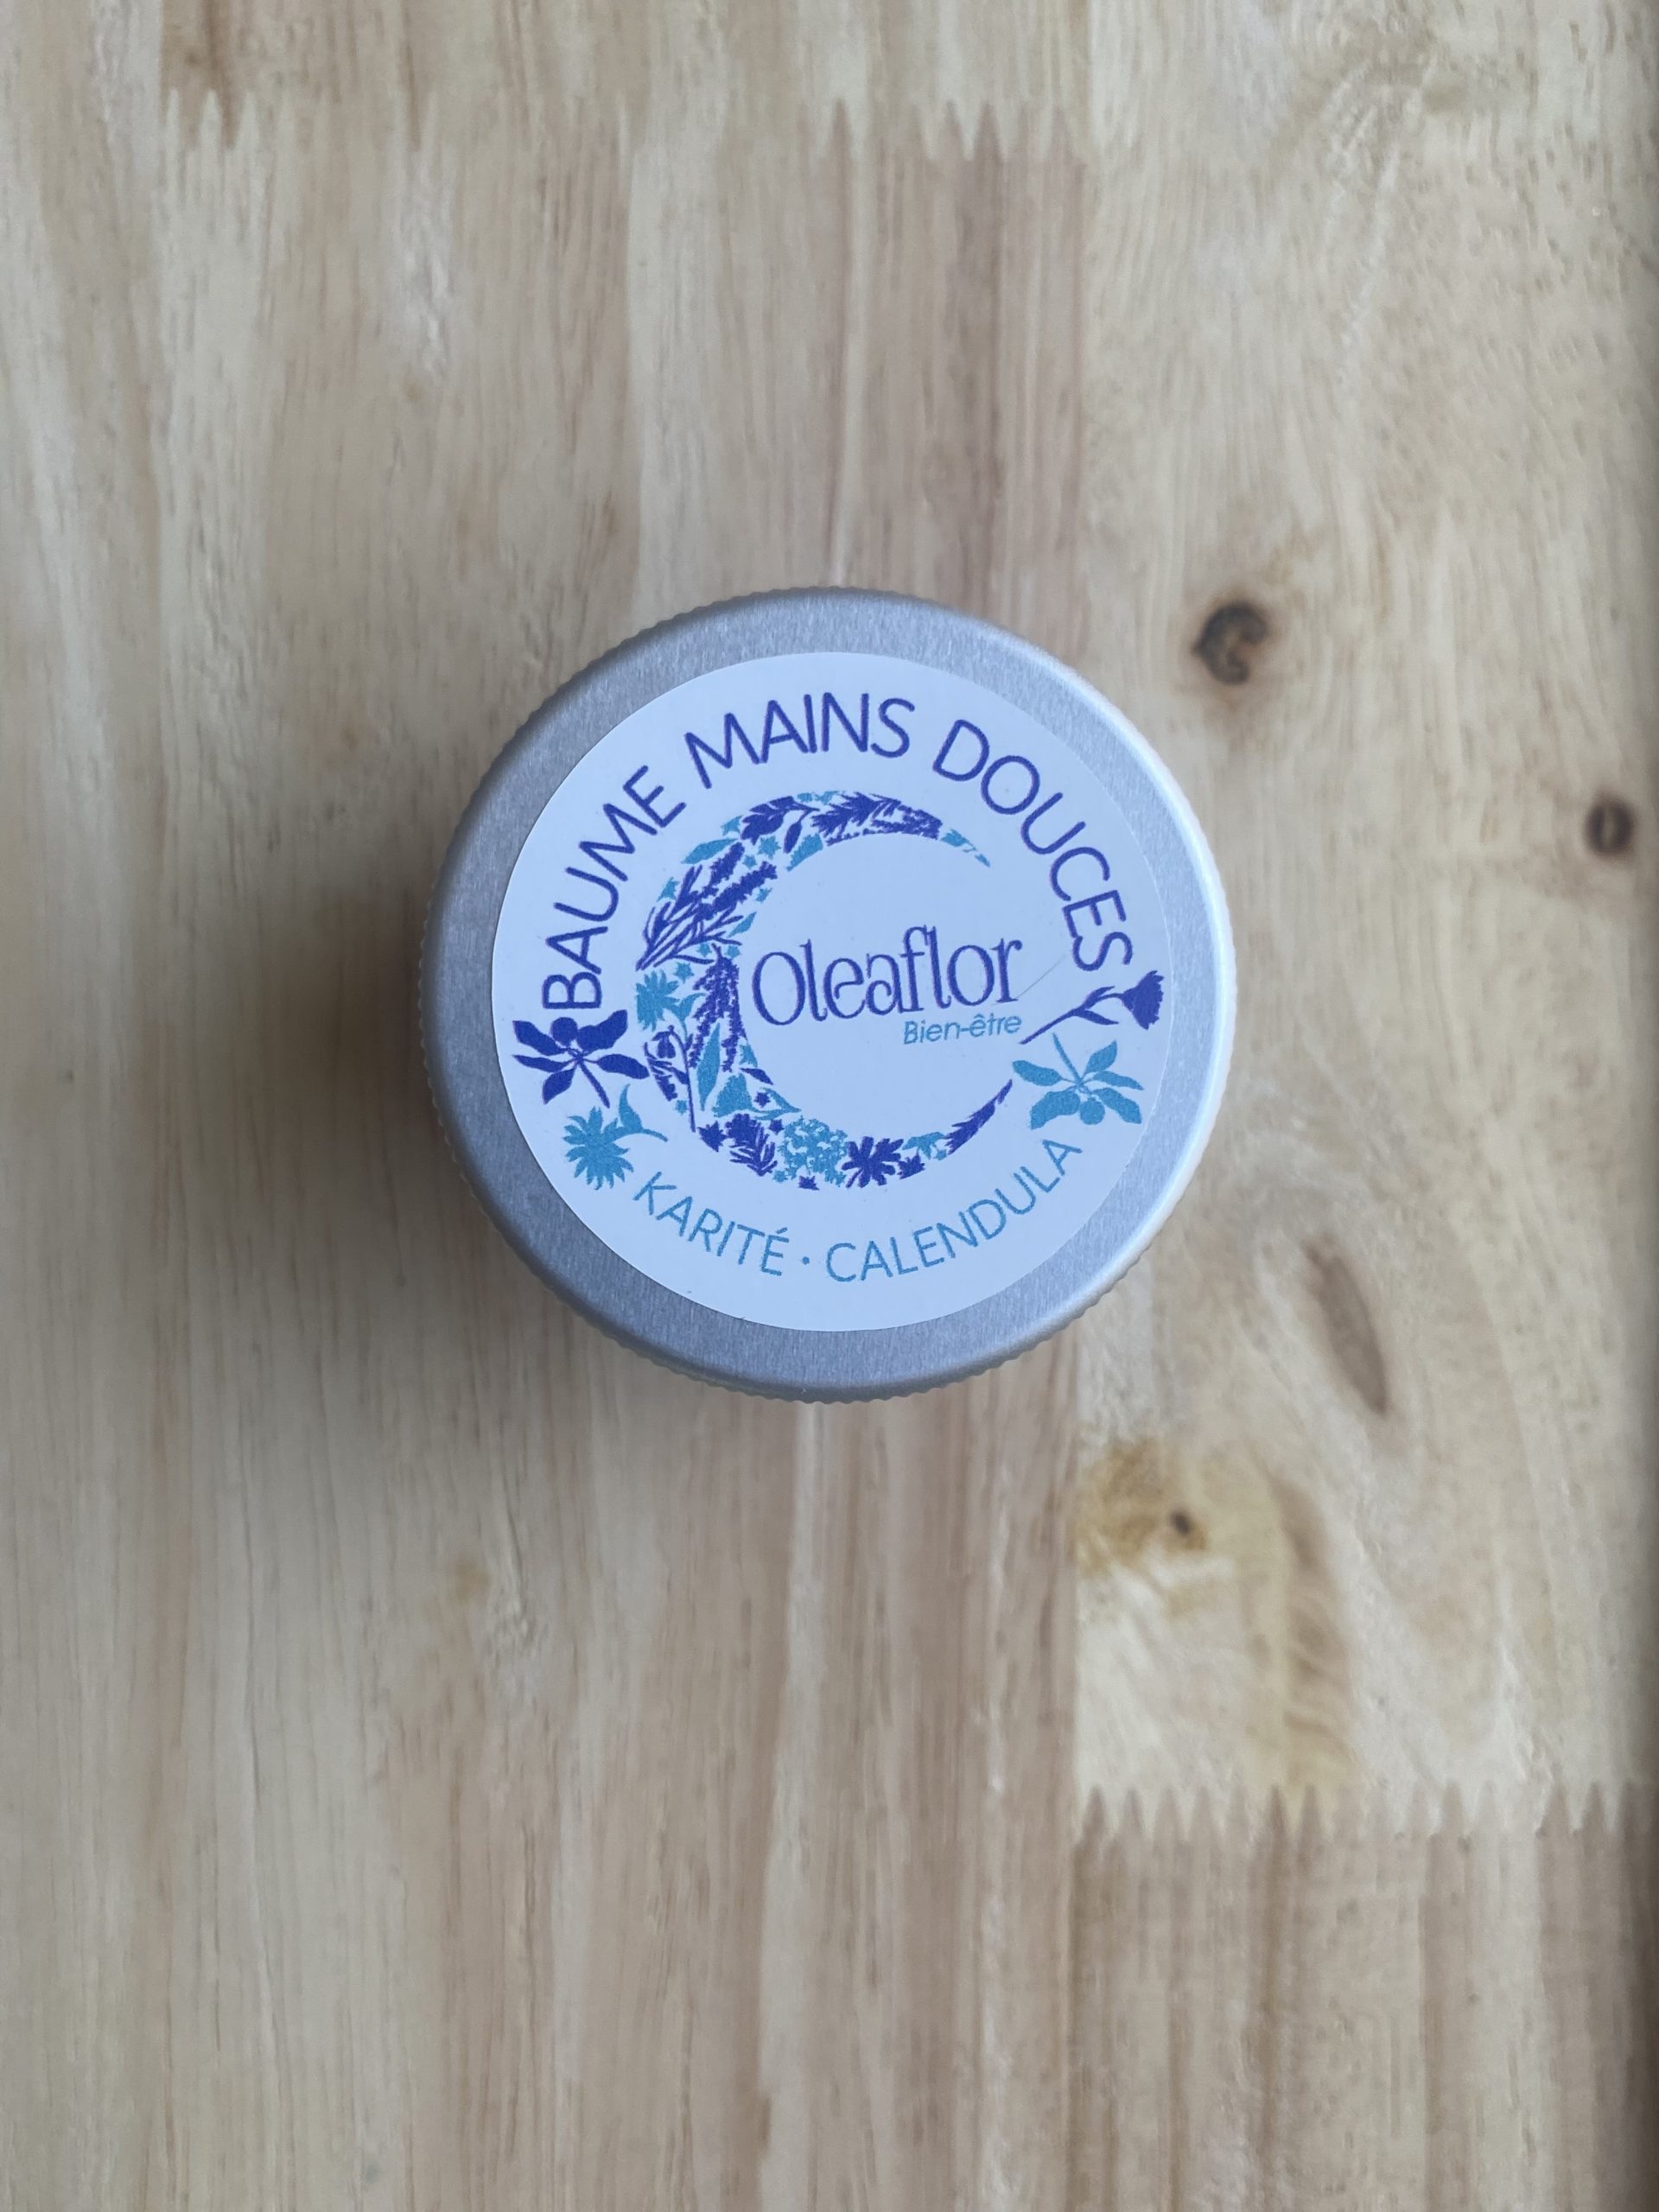 BAUME MAINS DOUCES
Oleaflor
Bien-être
KARITÉ · CALENDULA